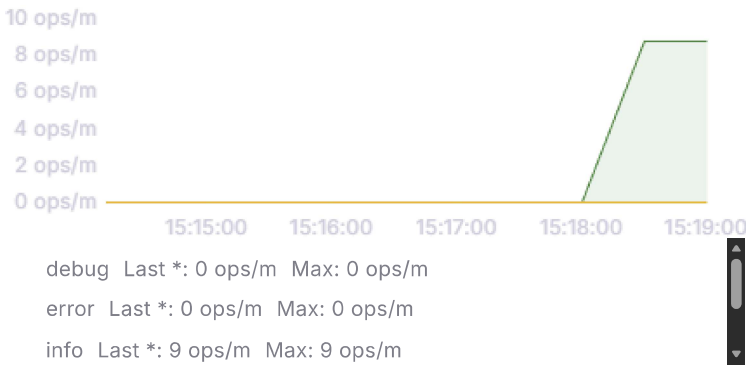 10 ops/m
8 ops/m
6 ops/m
4 ops/m
2 ops/m
0 ops/m
15:15:00 15:16:00 15:17:00 15:18:00 15:19:00
debug Last *: 0 ops/m Max: 0 ops/m
error Last *: 0 ops/m Max: 0 ops/m
info Last *: 9 ops/m Max: 9 ops/m